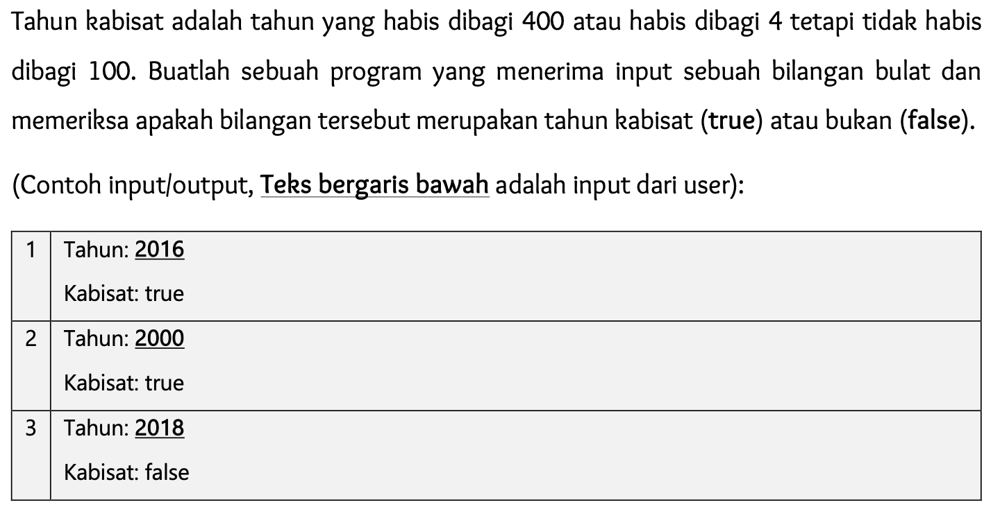 Tahun kabisat adalah tahun yang habis dibagi 400 atau habis dibagi 4 tetapi tidak habis
dibagi 100. Buatlah sebuah program yang menerima input sebuah bilangan bulat dan
memeriksa apakah bilangan tersebut merupakan tahun kabisat (true) atau bukan (false).
(Contoh input/output, Teks bergaris bawah adalah input dari user):
1 Tahun: 2016
Kabisat: true
2 Tahun: 2000
Kabisat: true
3 Tahun: 2018
Kabisat: false